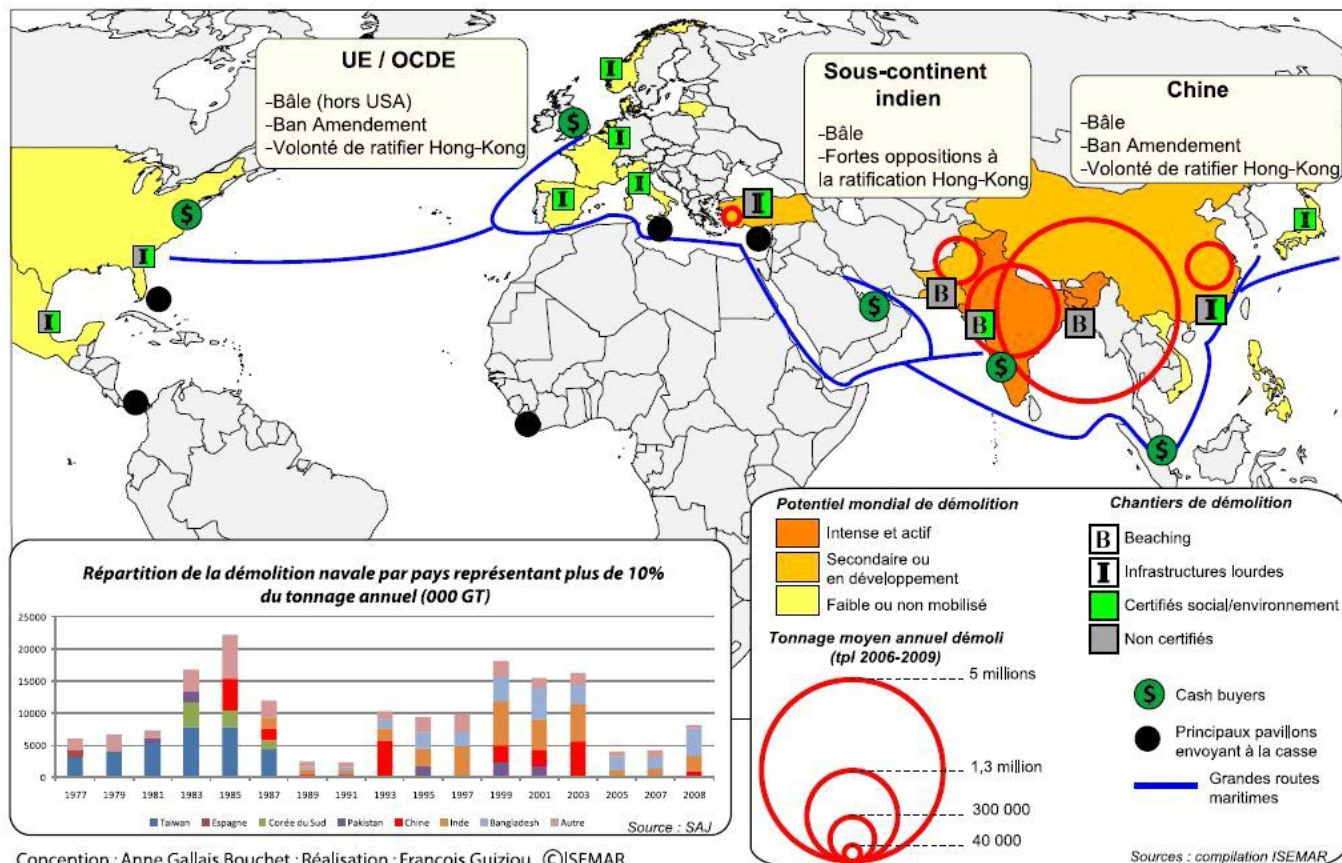 UE / OCDE
-Bâle (hors USA)
-Ban Amendement
-Volonté de ratifier Hong-Kong
Sous-continent
indien
-Bâle
-Fortes oppositions à
la ratification Hong-Kong
Chine
-Bâle
-Ban Amendement
-Volonté de ratifier Hong-Kong
I
$
I
I
I
$
I
I
I
I
$
B
B
B
I
$
$
Répartition de la démolition navale par pays représentant plus de 10%
du tonnage annuel (000 GT)
25000
20000
15000
10000
5000
0
1977 1979 1981 1983 1985 1987 1989 1991 1993 1995 1997 1999 2001 2003 2005 2007 2008
Taiwan Espagne Corée du Sud Pakistan Chine Inde Bangladesh Autre
Source : SAJ
Potentiel mondial de démolition
Intense et actif
Secondaire ou
en développement
Faible ou non mobilisé
Tonnage moyen annuel démoli
(tpl 2006-2009)
5 millions
1,3 million
300 000
40 000
Chantiers de démolition
B Beaching
I Infrastructures lourdes
Certifiés social/environnement
Non certifiés
$ Cash buyers
Principaux pavillons
envoyant à la casse
Grandes routes
maritimes
Sources : compilation ISEMAR
Conception : Anne Gallais Bouchet ; Réalisation : François Guiziou ©ISEMAR